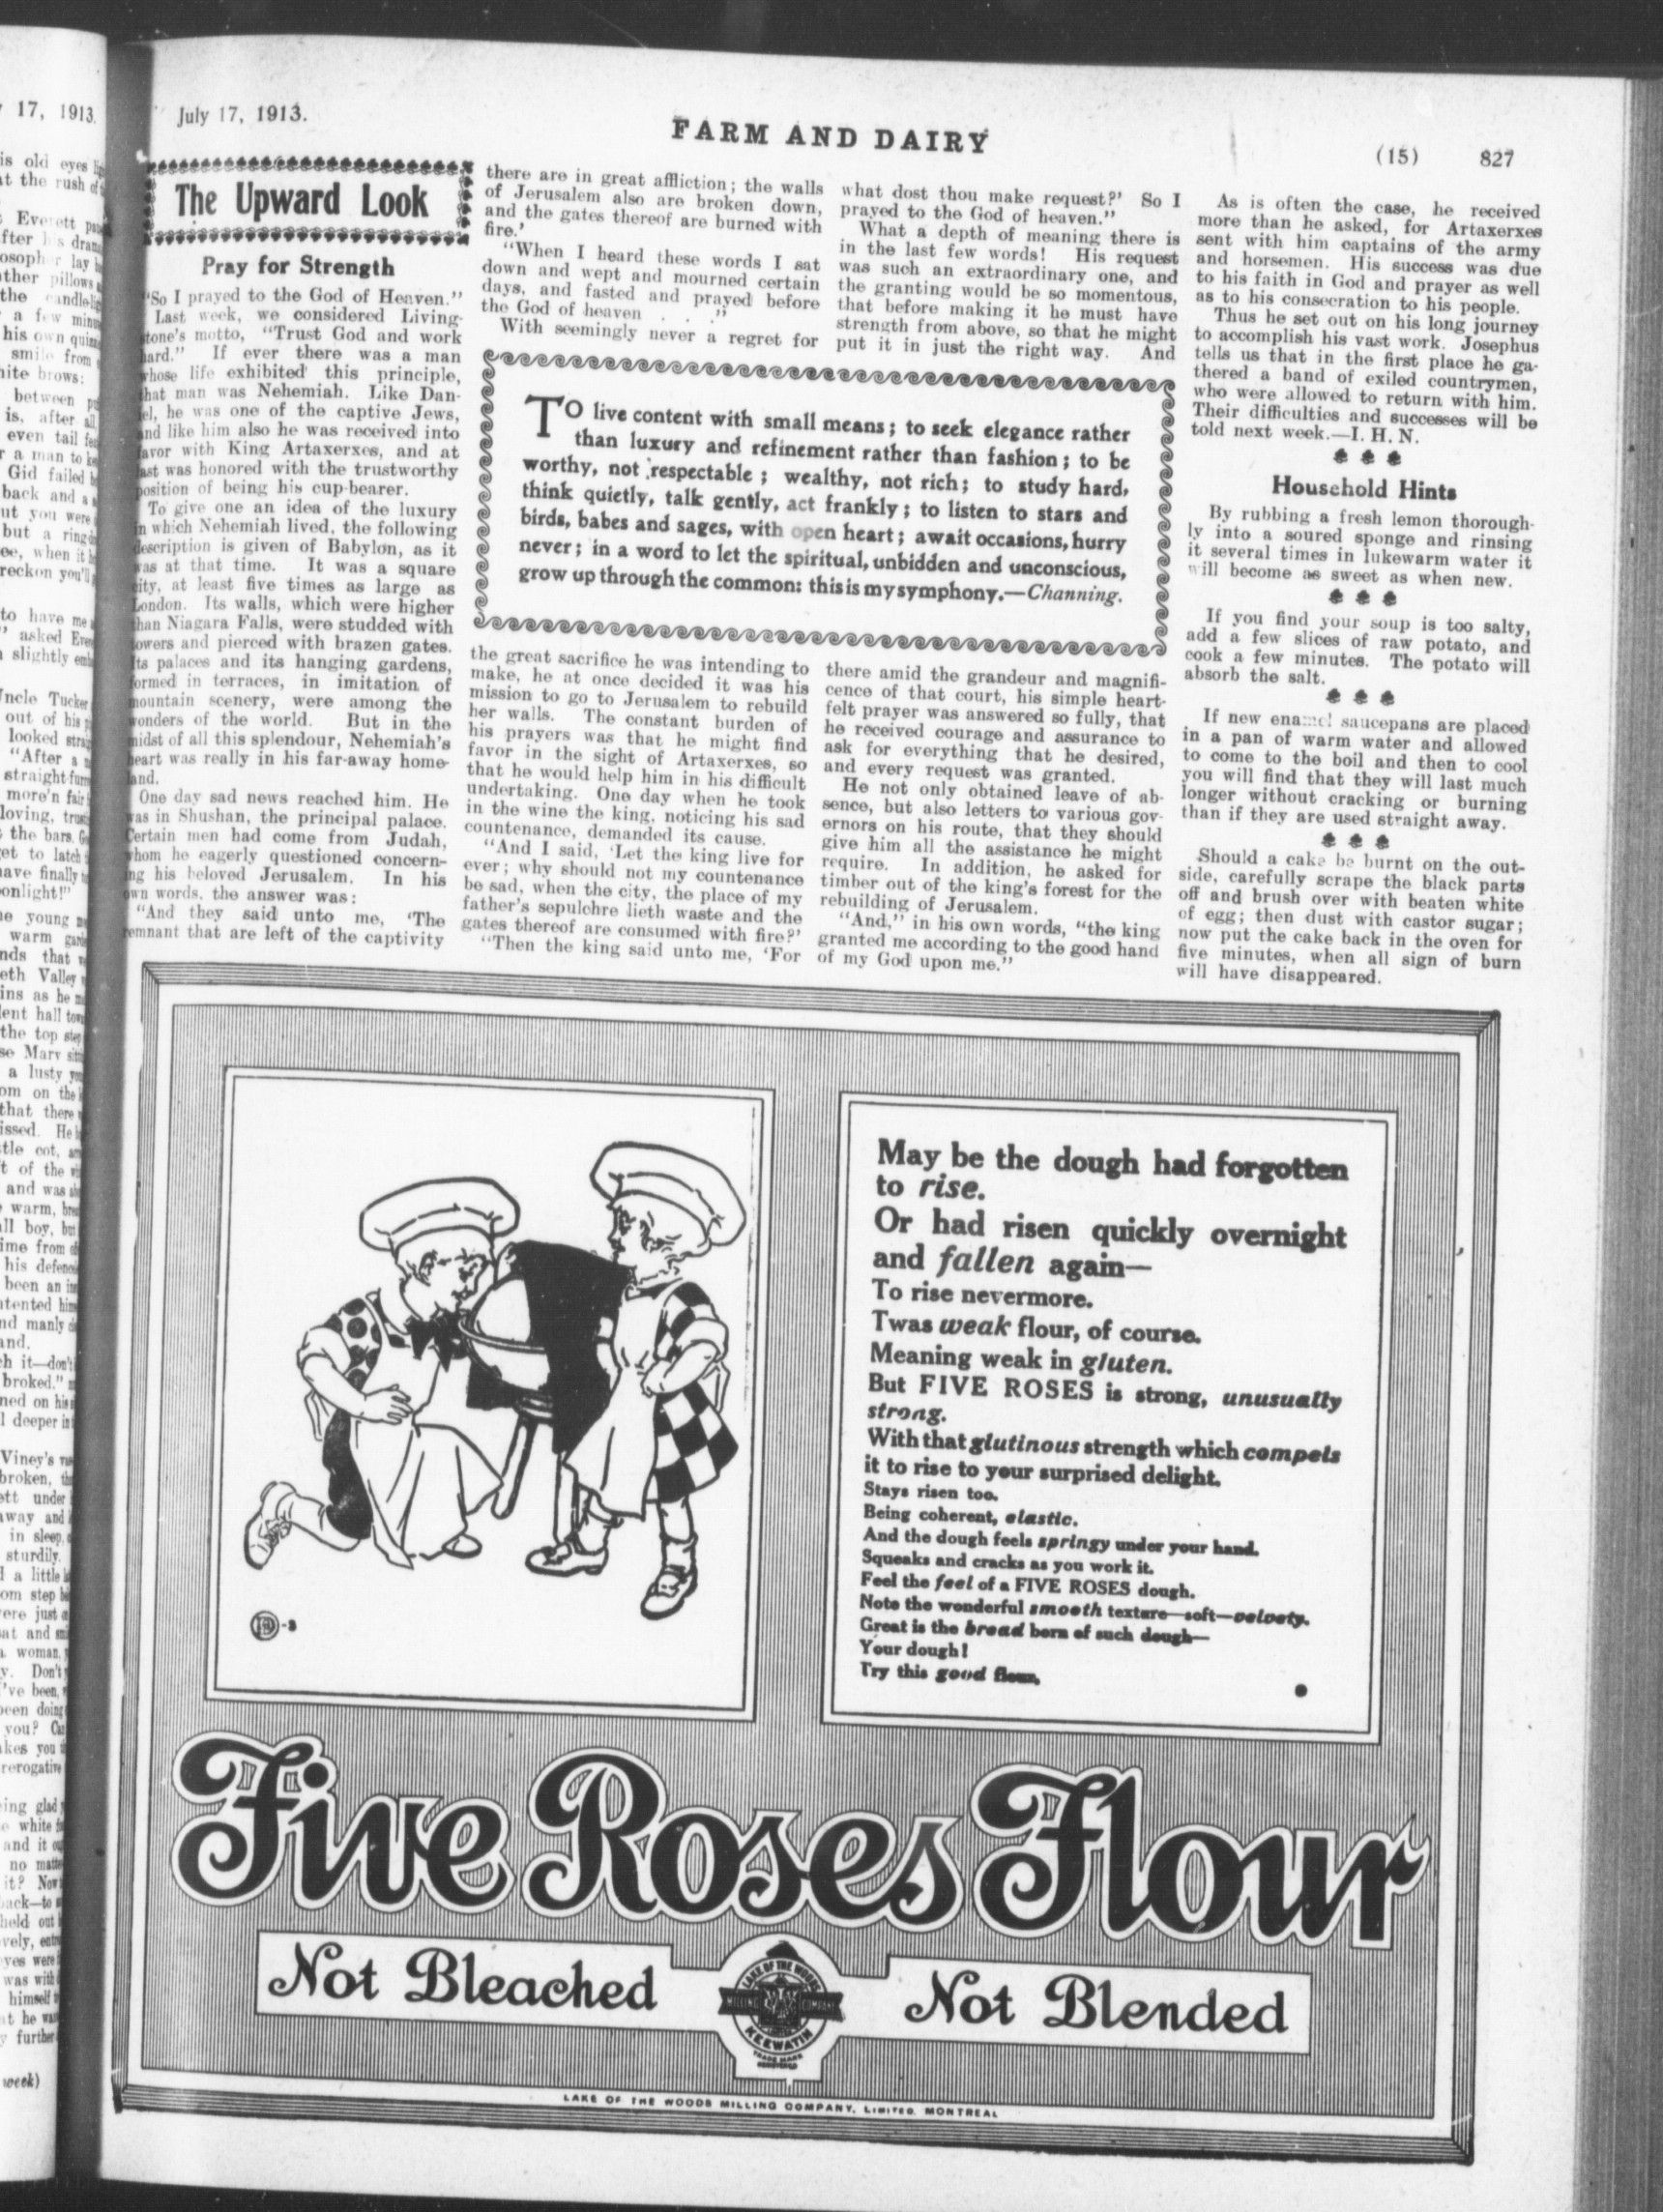 July 17, 1913.
FARM AND DAIRY
(15) 827
The Upward Look
Pray for Strength
"So I prayed to the God of Heaven."
Last week, we considered Living-
stone's motto, "Trust God and work
hard." If ever there was a man
whose life exhibited this principle,
that man was Nehemiah. Like Dan-
iel, he was one of the captive Jews,
and like him also he was received into
favor with King Artaxerxes, and at
last was honored with the trustworthy
position of being his cup-bearer.
To give one an idea of the luxury
in which Nehemiah lived, the following
description is given of Babylon, as it
was at that time. It was a square
city, at least five times as large as
London. Its walls, which were higher
than Niagara Falls, were studded with
towers and pierced with brazen gates.
Its palaces and its hanging gardens,
formed in terraces, in imitation of
mountain scenery, were among the
wonders of the world. But in the
midst of all this splendour, Nehemiah's
heart was really in his far-away home-
land.
One day sad news reached him. He
was in Shushan, the principal palace.
Certain men had come from Judah,
whom he eagerly questioned concern-
ing his beloved Jerusalem. In his
own words, the answer was:
"And they said unto me, 'The
remnant that are left of the captivity
there are in great affliction; the walls
of Jerusalem also are broken down,
and the gates thereof are burned with
fire.'
"When I heard these words I sat
down and wept and mourned certain
days, and fasted and prayed before
the God of heaven . . ."
With seemingly never a regret for
the great sacrifice he was intending to
make, he at once decided it was his
mission to go to Jerusalem to rebuild
her walls. The constant burden of
his prayers was that he might find
favor in the sight of Artaxerxes, so
that he would help him in his difficult
undertaking. One day when he took
in the wine the king, noticing his sad
countenance, demanded its cause.
"And I said, 'Let the king live for
ever; why should not my countenance
be sad, when the city, the place of my
father's sepulchre lieth waste and the
gates thereof are consumed with fire?'
"Then the king said unto me, 'For
what dost thou make request?' So I
prayed to the God of heaven."
What a depth of meaning there is
in the last few words! His request
was such an extraordinary one, and
the granting would be so momentous,
that before making it he must have
strength from above, so that he might
put it in just the right way. And
there amid the grandeur and magnifi-
cence of that court, his simple heart-
felt prayer was answered so fully, that
he received courage and assurance to
ask for everything that he desired,
and every request was granted.
He not only obtained leave of ab-
sence, but also letters to various gov-
ernors on his route, that they should
give him all the assistance he might
require. In addition, he asked for
timber out of the king's forest for the
rebuilding of Jerusalem.
"And," in his own words, "the king
granted me according to the good hand
of my God upon me."
As is often the case, he received
more than he asked, for Artaxerxes
sent with him captains of the army
and horsemen. His success was due
to his faith in God and prayer as well
as to his consecration to his people.
Thus he set out on his long journey
to accomplish his vast work. Josephus
tells us that in the first place he ga-
thered a band of exiled countrymen,
who were allowed to return with him.
Their difficulties and successes will be
told next week.—I. H. N.
TO live content with small means; to seek elegance rather
than luxury and refinement rather than fashion; to be
worthy, not respectable; wealthy, not rich; to study hard,
think quietly, talk gently, act frankly; to listen to stars and
birds, babes and sages, with open heart; await occasions, hurry
never; in a word to let the spiritual, unbidden and unconscious,
grow up through the common: this is my symphony.—Channing.
Household Hints
By rubbing a fresh lemon thorough-
ly into a soured sponge and rinsing
it several times in lukewarm water it
will become as sweet as when new.
If you find your soup is too salty,
add a few slices of raw potato, and
cook a few minutes. The potato will
absorb the salt.
If new enamel saucepans are placed
in a pan of warm water and allowed
to come to the boil and then to cool
you will find that they will last much
longer without cracking or burning
than if they are used straight away.
Should a cake be burnt on the out-
side, carefully scrape the black parts
off and brush over with beaten white
of egg; then dust with castor sugar;
now put the cake back in the oven for
five minutes, when all sign of burn
will have disappeared.
May be the dough had forgotten
to rise.
Or had risen quickly overnight
and fallen again—
To rise nevermore.
Twas weak flour, of course.
Meaning weak in gluten.
But FIVE ROSES is strong, unusually
strong.
With that glutinous strength which compels
it to rise to your surprised delight.
Stays risen too.
Being coherent, elastic.
And the dough feels springy under your hand.
Squeaks and cracks as you work it.
Feel the feel of a FIVE ROSES dough.
Note the wonderful smooth texture—soft—velvety.
Great is the bread born of such dough—
Your dough!
Try this good flour.
Five Roses Flour
Not Bleached
Not Blended
LAKE OF THE WOODS
MILLING COMPANY
KEEWATIN
TRADE MARK
REGISTERED
LAKE OF THE WOODS MILLING COMPANY, LIMITED. MONTREAL